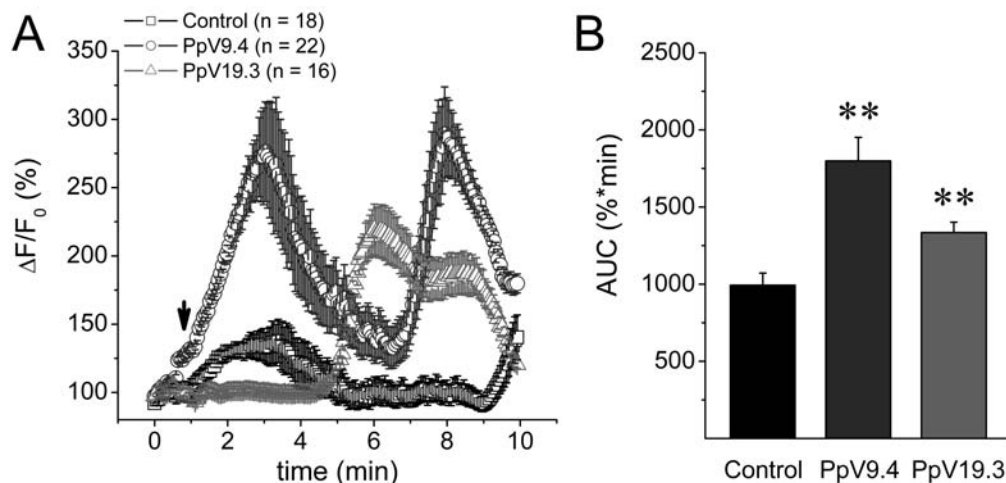 A
Control (n = 18)
PpV9.4 (n = 22)
PpV19.3 (n = 16)
350
300
250
200
150
100
ΔF/F0 (%)
0 2 4 6 8 10
time (min)
B
2500
2000
1500
1000
500
AUC (%*min)
** **
Control PpV9.4 PpV19.3